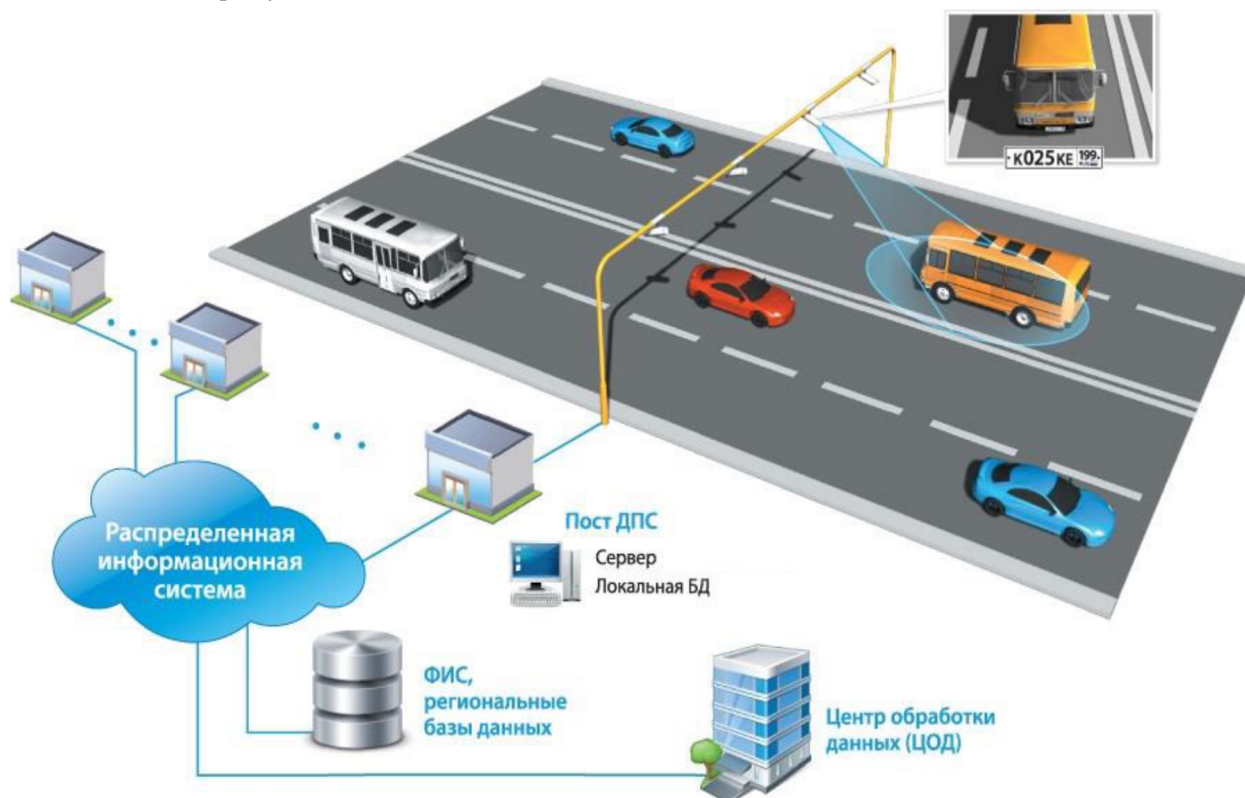 К025КЕ 199
Распределенная
информационная
система
Пост ДПС
Сервер
Локальная БД
ФИС,
региональные
базы данных
Центр обработки
данных (ЦОД)